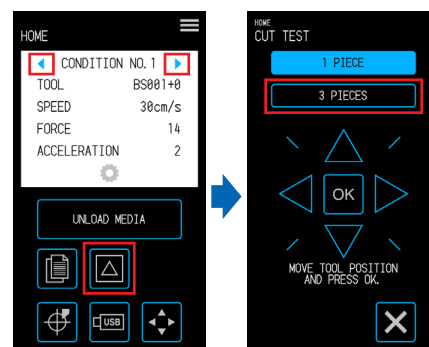 HOME
CONDITION NO.1
TOOL BS001+0
SPEED 30cm/s
FORCE 14
ACCELERATION 2
UNLOAD MEDIA
USB
HOME
CUT TEST
1 PIECE
3 PIECES
OK
MOVE TOOL POSITION
AND PRESS OK.